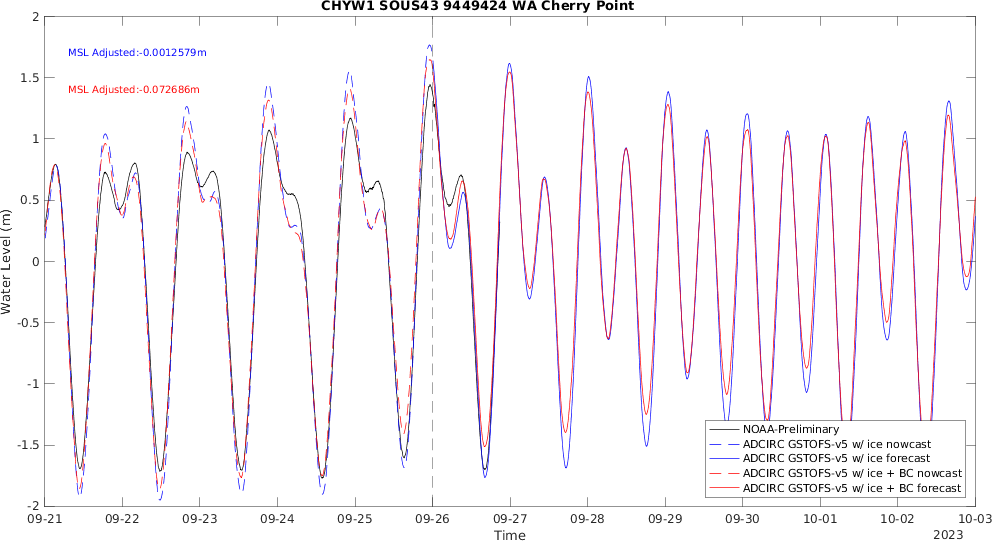 CHYW1 SOUS43 9449424 WA Cherry Point
MSL Adjusted:-0.0012579m
MSL Adjusted:-0.072686m
Water Level (m)
2
1.5
1
0.5
0
-0.5
-1
-1.5
-2
NOAA-Preliminary
ADCIRC GSTOFS-v5 w/ ice nowcast
ADCIRC GSTOFS-v5 w/ ice forecast
ADCIRC GSTOFS-v5 w/ ice + BC nowcast
ADCIRC GSTOFS-v5 w/ ice + BC forecast
09-21 09-22 09-23 09-24 09-25 09-26 09-27 09-28 09-29 09-30 10-01 10-02 10-03
Time
2023